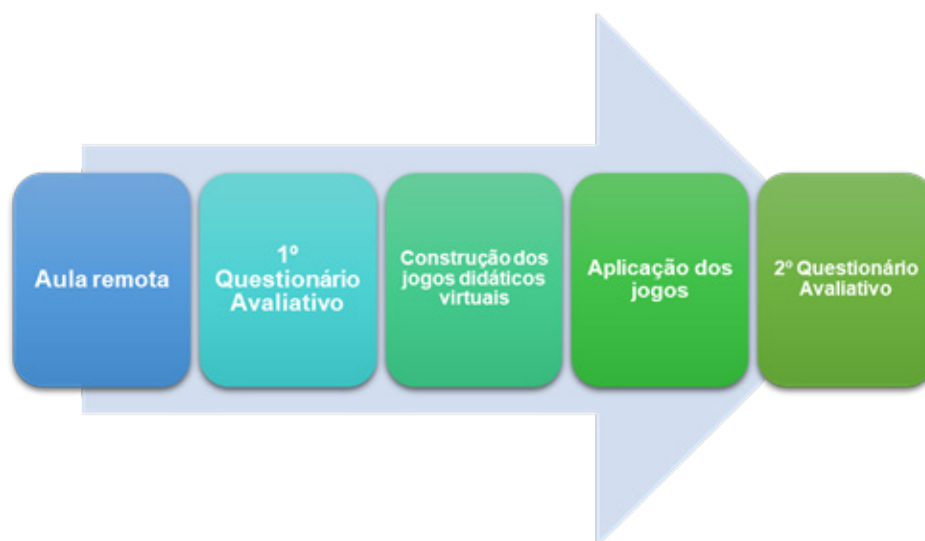 Aula remota
1º
Questionário
Avaliativo
Construção dos
jogos didáticos
virtuais
Aplicação dos
jogos
2º Questionário
Avaliativo